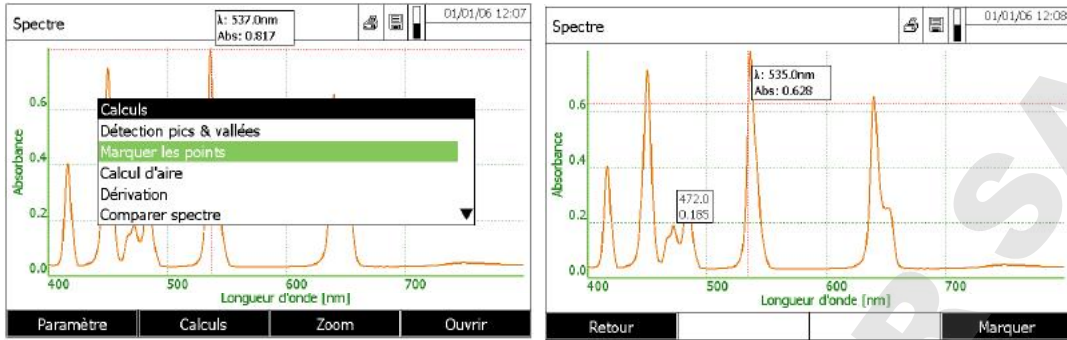 Spectre
λ: 537.0nm
Abs: 0.817
01/01/06 12:07
Absorbance
0.6
0.4
0.2
0.0
Calculs
Détection pics & vallées
Marquer les points
Calcul d'aire
Dérivation
Comparer spectre
400 500 600 700
Longueur d'onde [nm]
Paramètre Calculs Zoom Ouvrir
Spectre
01/01/06 12:08
λ: 535.0nm
Abs: 0.628
Absorbance
0.6
0.4
0.2
0.0
472.0
0.185
400 500 600 700
Longueur d'onde [nm]
Retour Marquer